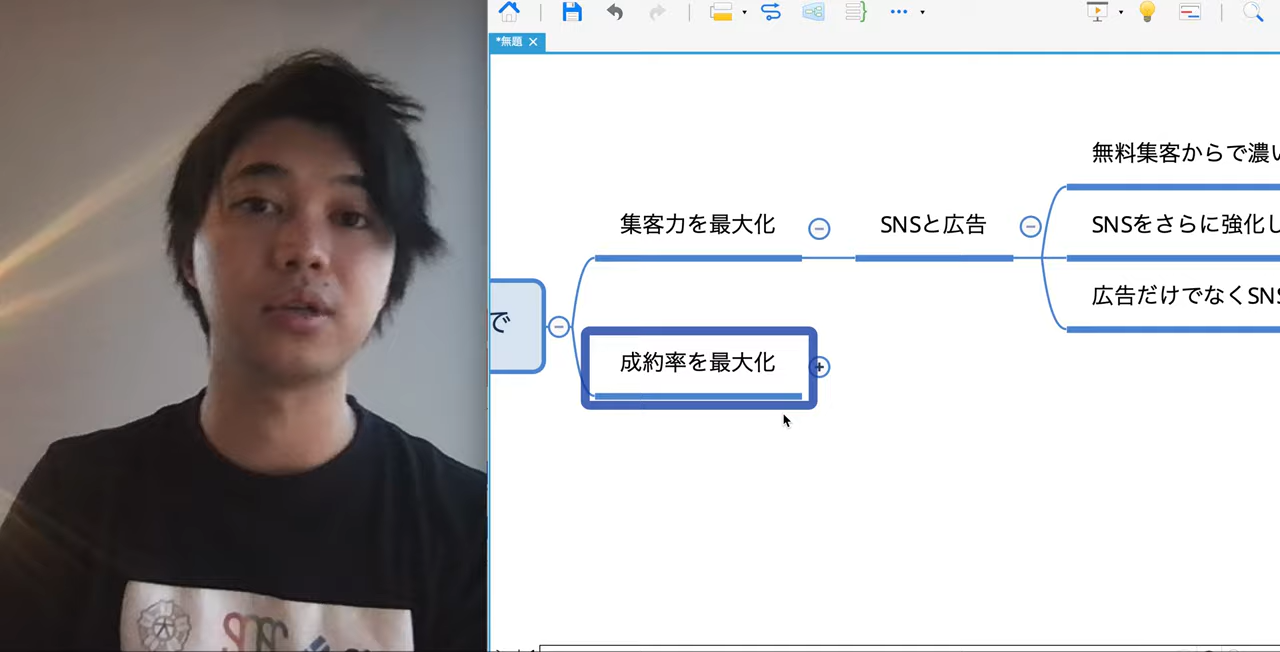 *無題
無料集客からで濃い
集客力を最大化
SNSと広告
SNSをさらに強化し
広告だけでなくSNS
で
成約率を最大化